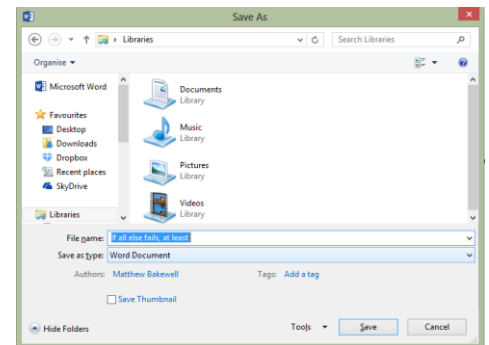 Save As
Libraries
Search Libraries
Organise
Microsoft Word
Favourites
Desktop
Downloads
Dropbox
Recent places
SkyDrive
Libraries
Documents
Library
Music
Library
Pictures
Library
Videos
Library
File name: If all else fails, at least
Save as type: Word Document
Authors: Matthew Bakewell Tags: Add a tag
Save Thumbnail
Hide Folders Tools Save Cancel